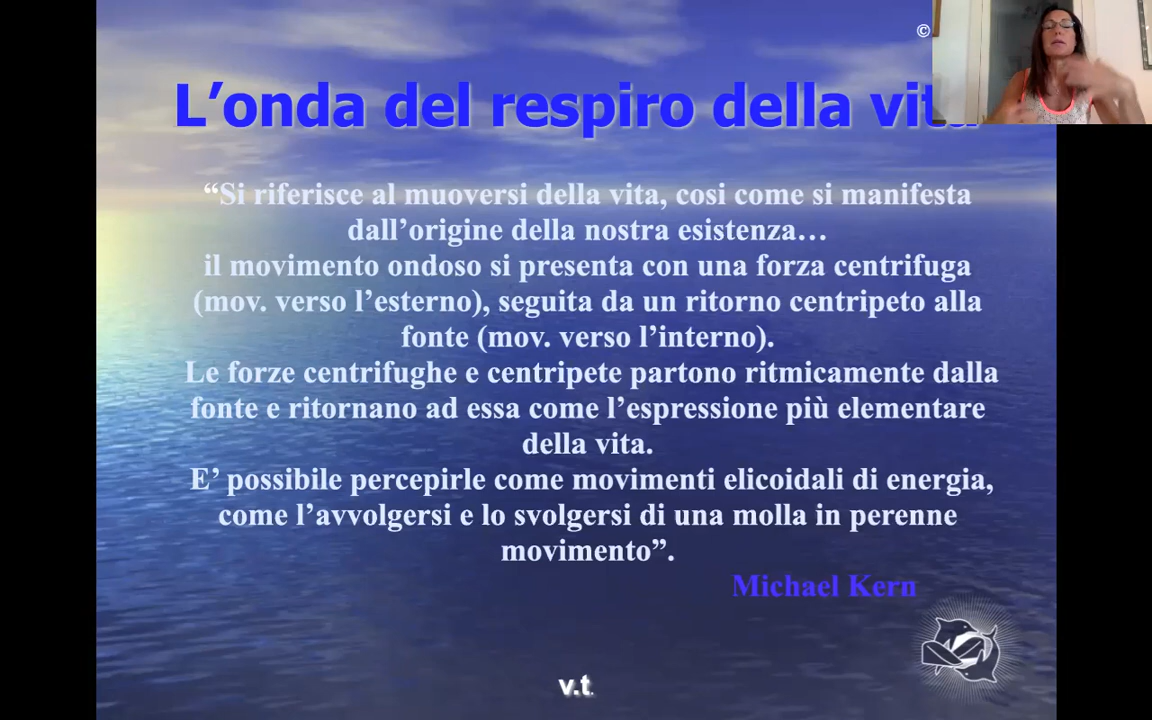 ©
L’onda del respiro della vita
“Si riferisce al muoversi della vita, cosi come si manifesta
dall’origine della nostra esistenza…
il movimento ondoso si presenta con una forza centrifuga
(mov. verso l’esterno), seguita da un ritorno centripeto alla
fonte (mov. verso l’interno).
Le forze centrifughe e centripete partono ritmicamente dalla
fonte e ritornano ad essa come l’espressione più elementare
della vita.
E’ possibile percepirle come movimenti elicoidali di energia,
come l’avvolgersi e lo svolgersi di una molla in perenne
movimento”.
Michael Kern
v.t.